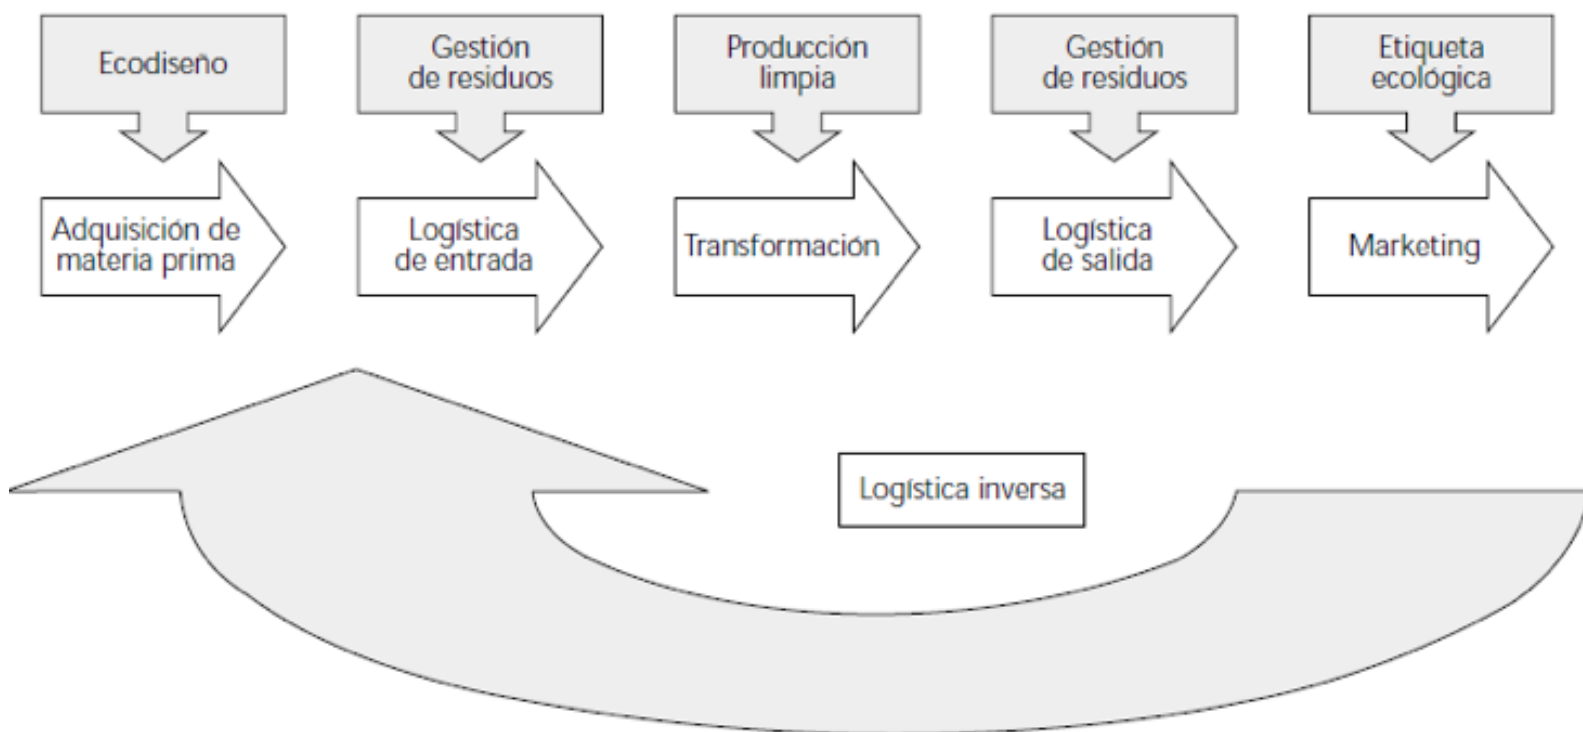 Ecodiseño
Gestión
de residuos
Producción
limpia
Gestión
de residuos
Etiqueta
ecológica
Adquisición de
materia prima
Logística
de entrada
Transformación
Logística
de salida
Marketing
Logística inversa